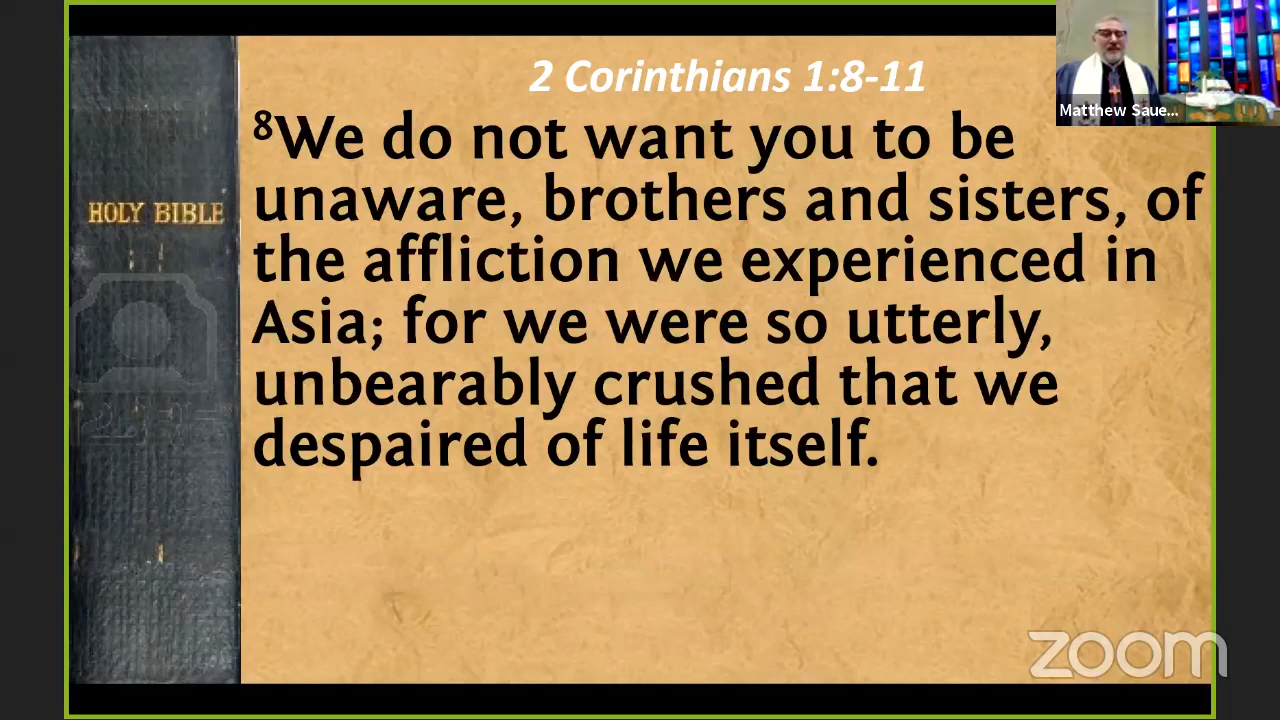 2 Corinthians 1:8-11
⁸We do not want you to be
unaware, brothers and sisters, of
the affliction we experienced in
Asia; for we were so utterly,
unbearably crushed that we
despaired of life itself.
HOLY BIBLE
Matthew Saue...
zoom